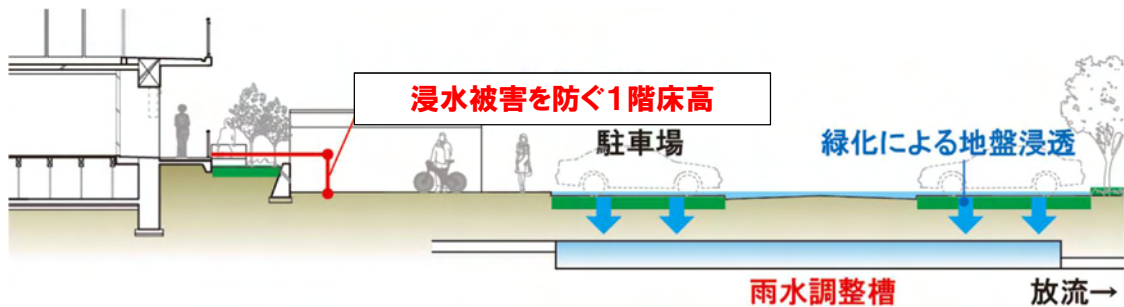 浸水被害を防ぐ1階床高
駐車場
緑化による地盤浸透
雨水調整槽
放流→